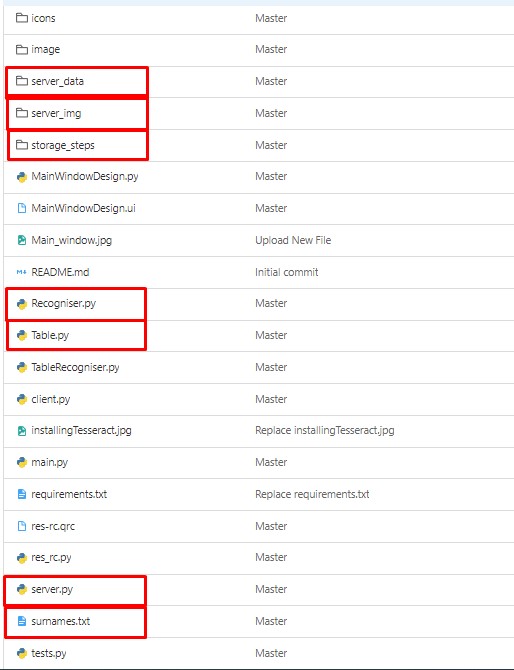 icons Master
image Master
server_data Master
server_img Master
storage_steps Master
MainWindowDesign.py Master
MainWindowDesign.ui Master
Main_window.jpg Upload New File
M↓ README.md Initial commit
Recogniser.py Master
Table.py Master
TableRecogniser.py Master
client.py Master
installingTesseract.jpg Replace installingTesseract.jpg
main.py Master
requirements.txt Replace requirements.txt
res-rc.qrc Master
res_rc.py Master
server.py Master
surnames.txt Master
tests.py Master